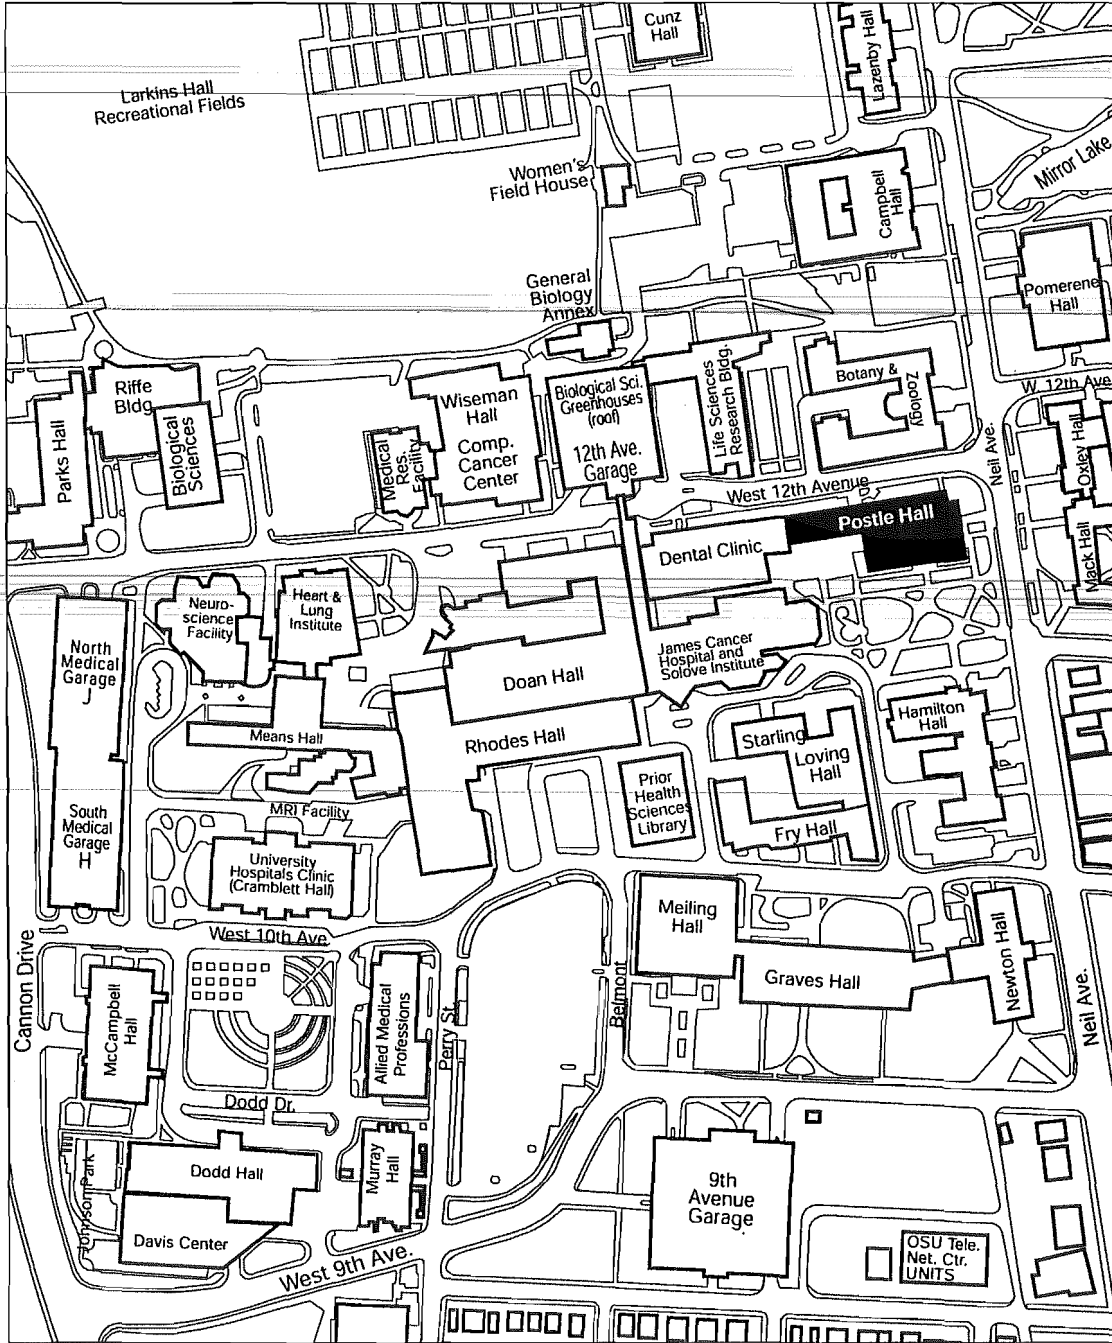 Cunz
Hall
Lazenby Hall
Larkins Hall
Recreational Fields
Mirror Lake
Women's
Field House
Campbell
Hall
General
Biology
Annex
Pomerene
Hall
Riffe
Bldg.
Wiseman
Hall
Comp.
Cancer
Center
Biological Sci.
Greenhouses
(roof)
12th Ave.
Garage
Life Sciences
Research Bldg.
Botany &
Zoology
W. 12th Ave.
Parks Hall
Biological
Sciences
Medical
Res.
Facility
Neil Ave.
Oxley Hall
West 12th Avenue
Postle Hall
Dental Clinic
Mack Hall
Neuro-
science
Facility
Heart &
Lung
Institute
North
Medical
Garage
J
James Cancer
Hospital and
Solove Institute
Doan Hall
Means Hall
Rhodes Hall
Hamilton
Hall
Starling
Loving
Hall
Prior
Health
Sciences
Library
Fry Hall
MRI Facility
South
Medical
Garage
H
University
Hospitals Clinic
(Cramblett Hall)
West 10th Ave
Meiling
Hall
Graves Hall
Newton Hall
Cannon Drive
McCampbell
Hall
Allied Medical
Professions
Perry St.
Belmont
Neil Ave.
Dodd Dr.
Dodd Hall
Murray
Hall
Johnson Park
Davis Center
9th
Avenue
Garage
West 9th Ave.
OSU Tele.
Net. Ctr.
UNITS